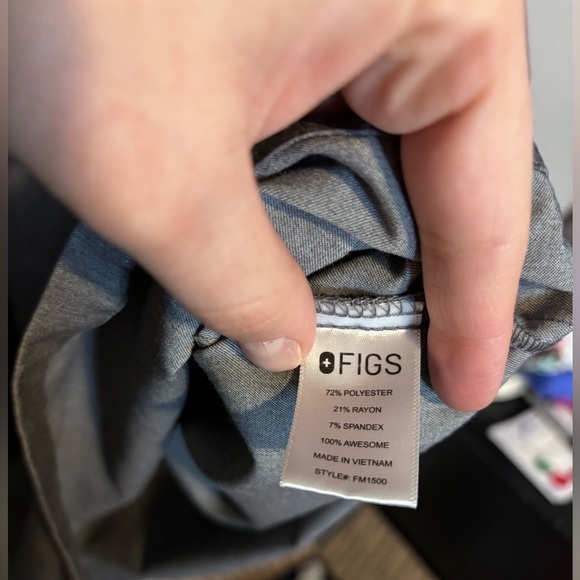 FIGS
72% POLYESTER
21% RAYON
7% SPANDEX
100% AWESOME
MADE IN VIETNAM
STYLE#: FM1500